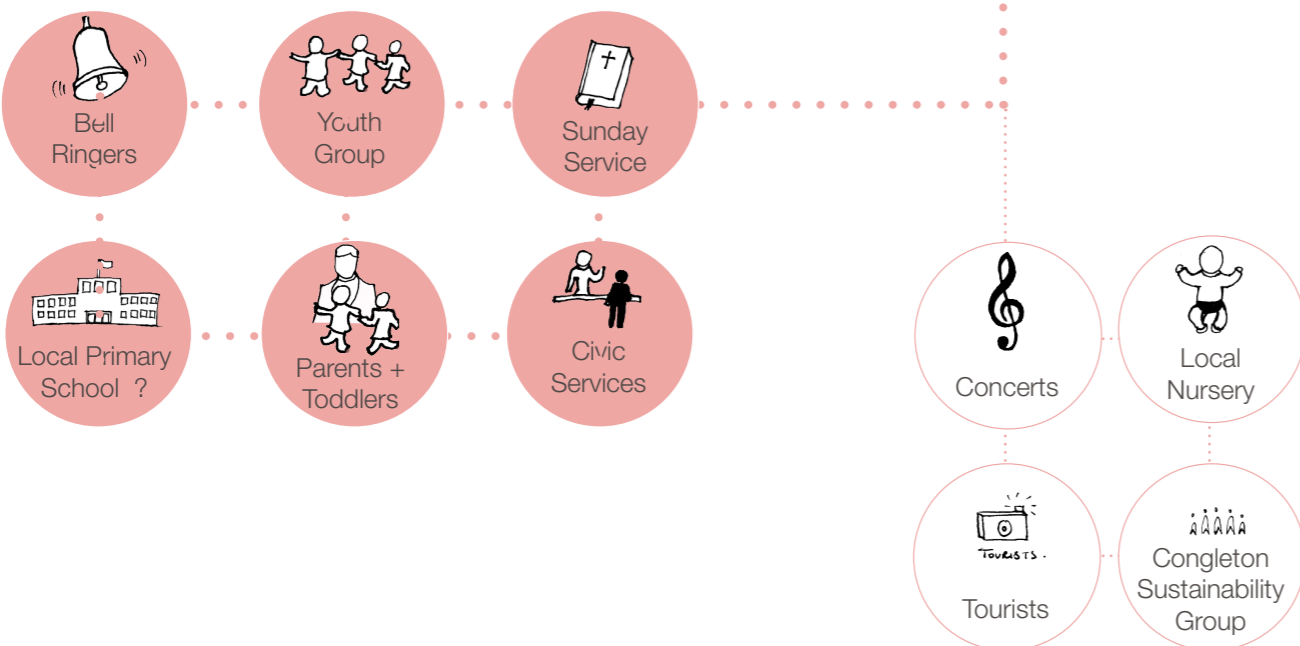 Bell
Ringers
Youth
Group
Sunday
Service
Local Primary
School ?
Parents +
Toddlers
Civic
Services
Concerts
Local
Nursery
TOURISTS.
Tourists
Congleton
Sustainability
Group